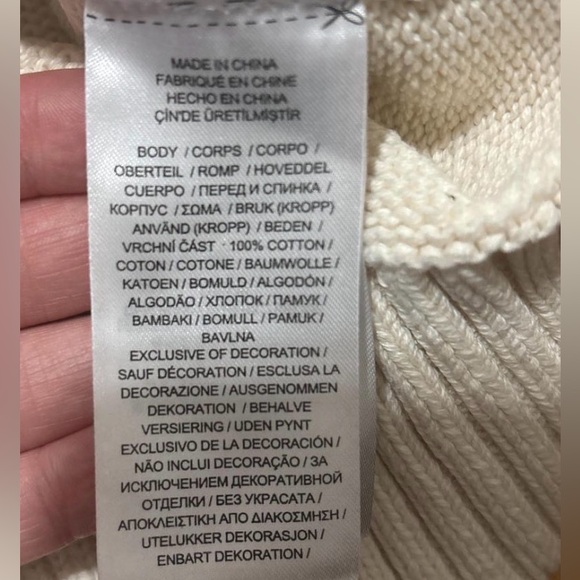 MADE IN CHINA
FABRIQUÉ EN CHINE
HECHO EN CHINA
ÇİN'DE ÜRETİLMİŞTİR
BODY / CORPS / CORPO /
OBERTEIL / ROMP / HOVEDDEL
CUERPO / ПЕРЕД И СПИНКА /
КОРПУС / ΣΩΜΑ / BRUK (KROPP)
ANVÄND (KROPP) / BEDEN /
VRCHNÍ ČÁST · 100% COTTON /
COTON / COTONE / BAUMWOLLE /
KATOEN / BOMULD / ALGODÓN /
ALGODÃO / ХЛОПОК / ПАМУК /
BAMBAKI / BOMULL / PAMUK /
BAVLNA
EXCLUSIVE OF DECORATION /
SAUF DÉCORATION / ESCLUSA LA
DECORAZIONE / AUSGENOMMEN
DEKORATION / BEHALVE
VERSIERING / UDEN PYNT
EXCLUSIVO DE LA DECORACIÓN /
NÃO INCLUI DECORAÇÃO / ЗА
ИСКЛЮЧЕНИЕМ ДЕКОРАТИВНОЙ
ОТДЕЛКИ / БЕЗ УКРАСАТА /
ΑΠΟΚΛΕΙΣΤΙΚΗ ΑΠΟ ΔΙΑΚΟΣΜΗΣΗ /
UTELUKKER DEKORASJON /
ENBART DEKORATION /